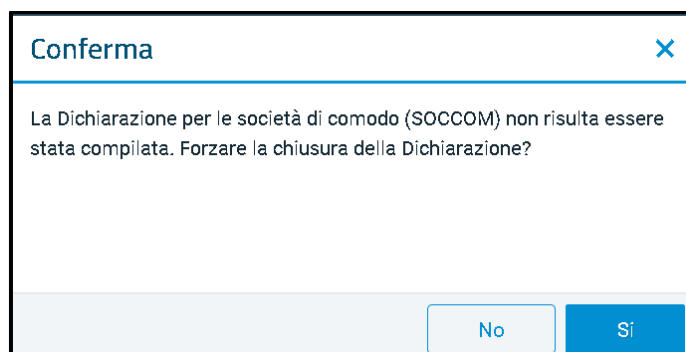 Conferma
La Dichiarazione per le società di comodo (SOCCOM) non risulta essere
stata compilata. Forzare la chiusura della Dichiarazione?
No
Sì